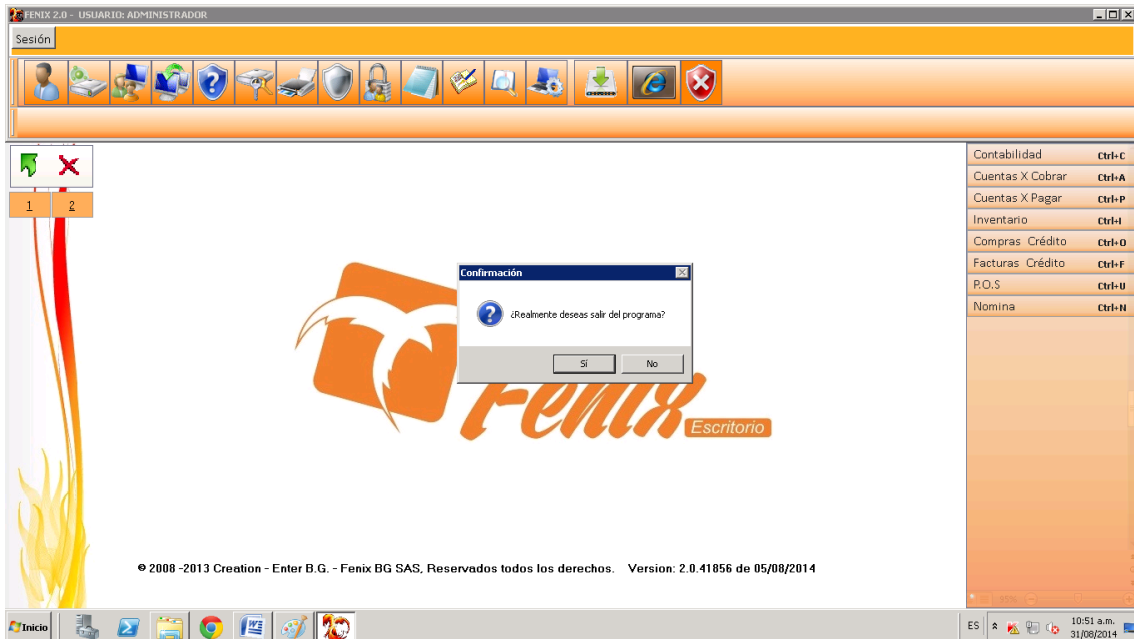 FENIX 2.0 - USUARIO: ADMINISTRADOR
Sesión
1 2
Contabilidad Ctrl+C
Cuentas X Cobrar Ctrl+A
Cuentas X Pagar Ctrl+P
Inventario Ctrl+I
Compras Crédito Ctrl+O
Facturas Crédito Ctrl+F
P.O.S Ctrl+U
Nomina Ctrl+N
Confirmación
¿Realmente deseas salir del programa?
Sí No
Fenix
Escritorio
© 2008 -2013 Creation - Enter B.G. - Fenix BG SAS, Reservados todos los derechos. Version: 2.0.41856 de 05/08/2014
Inicio
ES
10:51 a.m.
31/08/2014